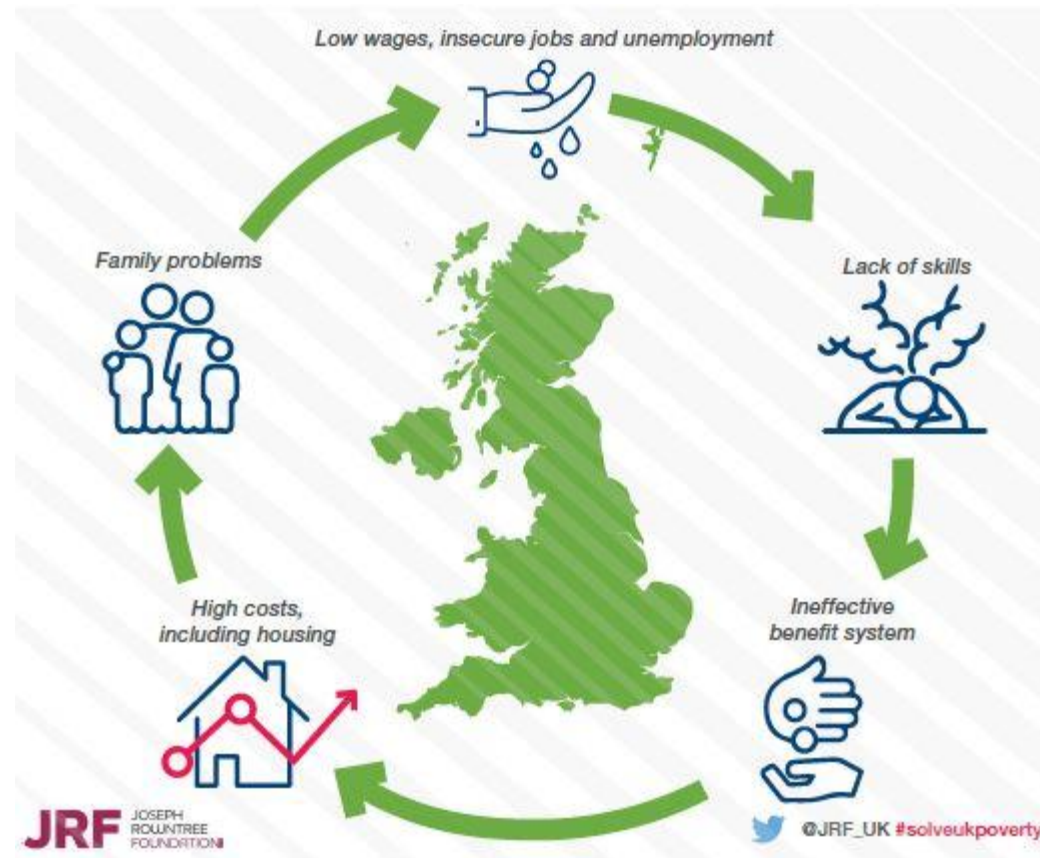 Low wages, insecure jobs and unemployment
Family problems
Lack of skills
High costs,
including housing
Ineffective
benefit system
JRF
JOSEPH
ROWNTREE
FOUNDATION
@JRF_UK #solveukpoverty